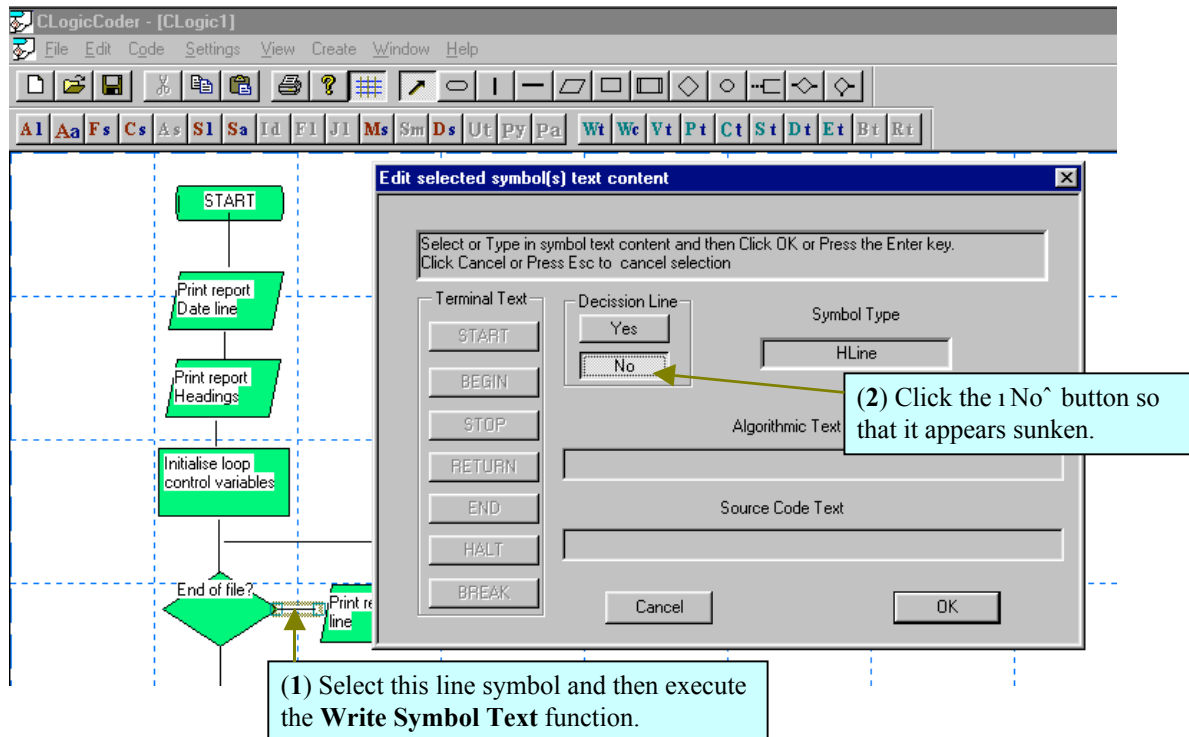 CLogicCoder - [CLogic1]
File Edit Code Settings View Create Window Help
Al Aa Fs Cs As Sl Sa Id Fl Jl Ms Sm Ds Ut Py Pa Wt Wc Vt Pt Ct St Dt Et Bt Rt
START
Print report
Date line
Print report
Headings
Initialise loop
control variables
End of file?
Print re
line
Edit selected symbol(s) text content
Select or Type in symbol text content and then Click OK or Press the Enter key.
Click Cancel or Press Esc to cancel selection
Terminal Text
START
BEGIN
STOP
RETURN
END
HALT
BREAK
Decission Line
Yes
No
Symbol Type
HLine
Algorithmic Text
Source Code Text
Cancel
OK
(2) Click the ı Noˆ button so
that it appears sunken.
(1) Select this line symbol and then execute
the Write Symbol Text function.